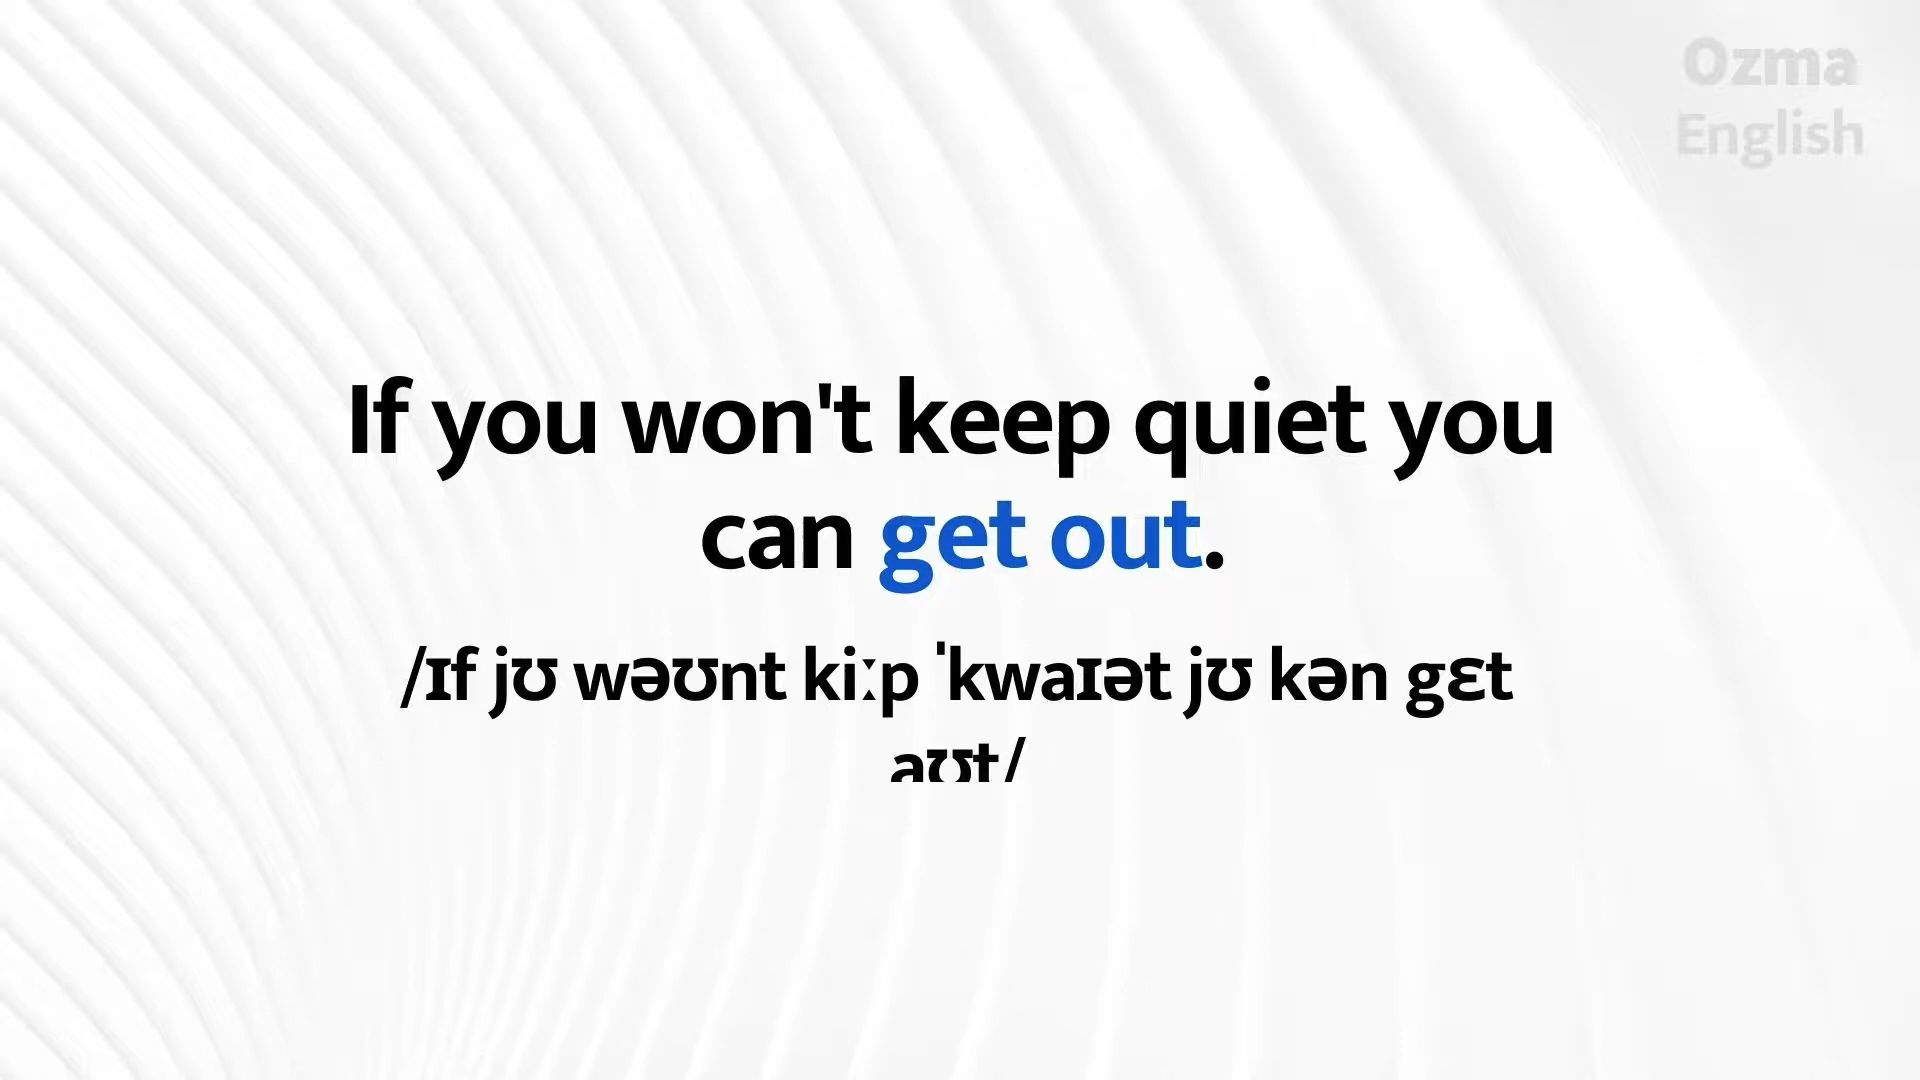 Ozma
English
If you won't keep quiet you
can get out.
/ɪf jʊ wəʊnt kiːp ˈkwaɪət jʊ kən gɛt
aʊt/